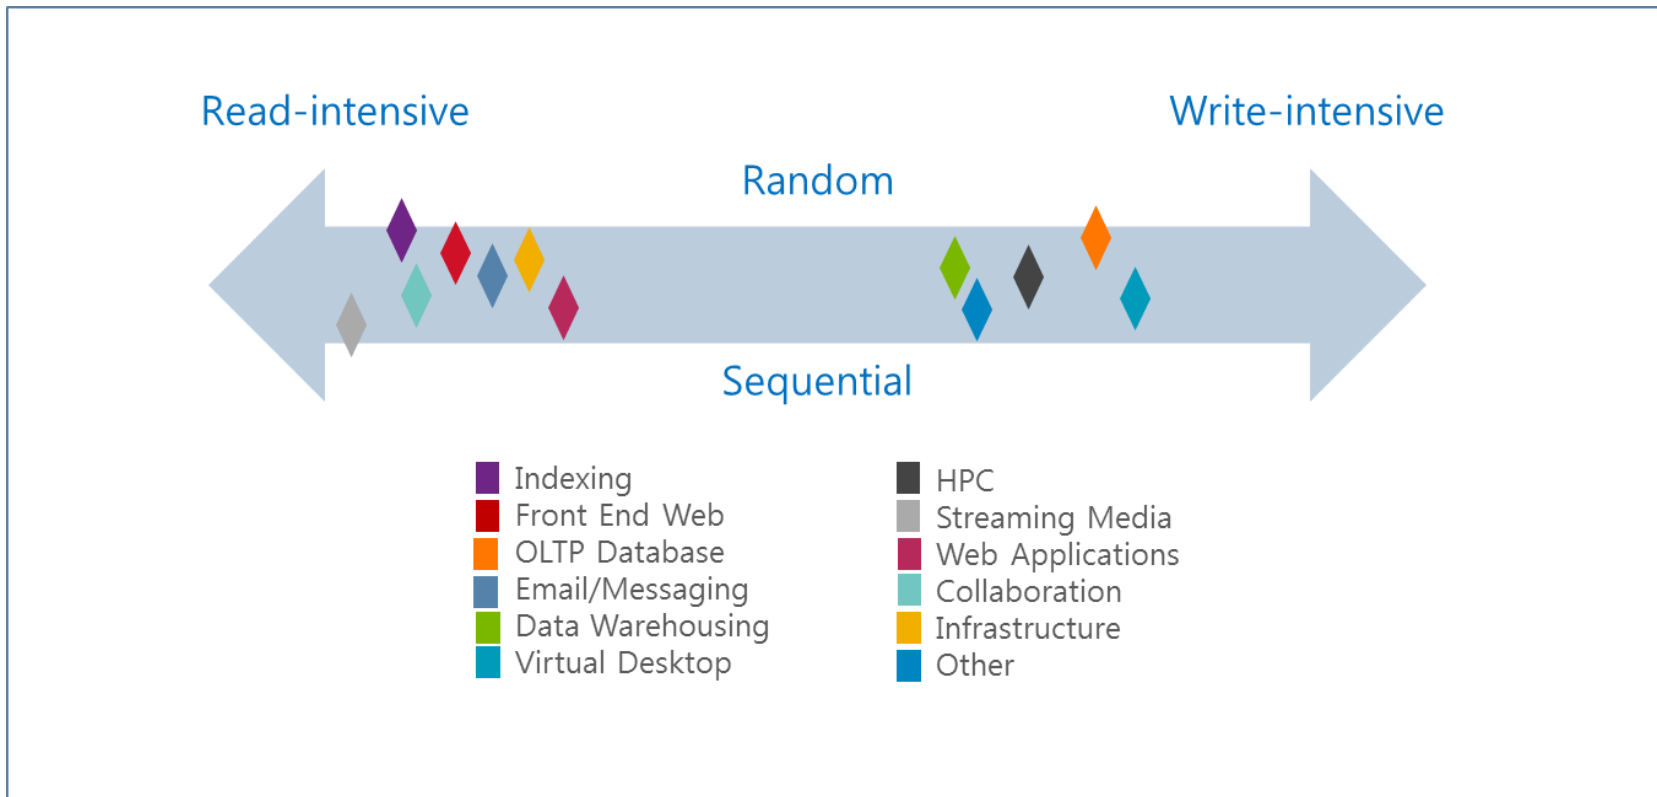 Read-intensive
Write-intensive
Random
Sequential
Indexing
Front End Web
OLTP Database
Email/Messaging
Data Warehousing
Virtual Desktop
HPC
Streaming Media
Web Applications
Collaboration
Infrastructure
Other